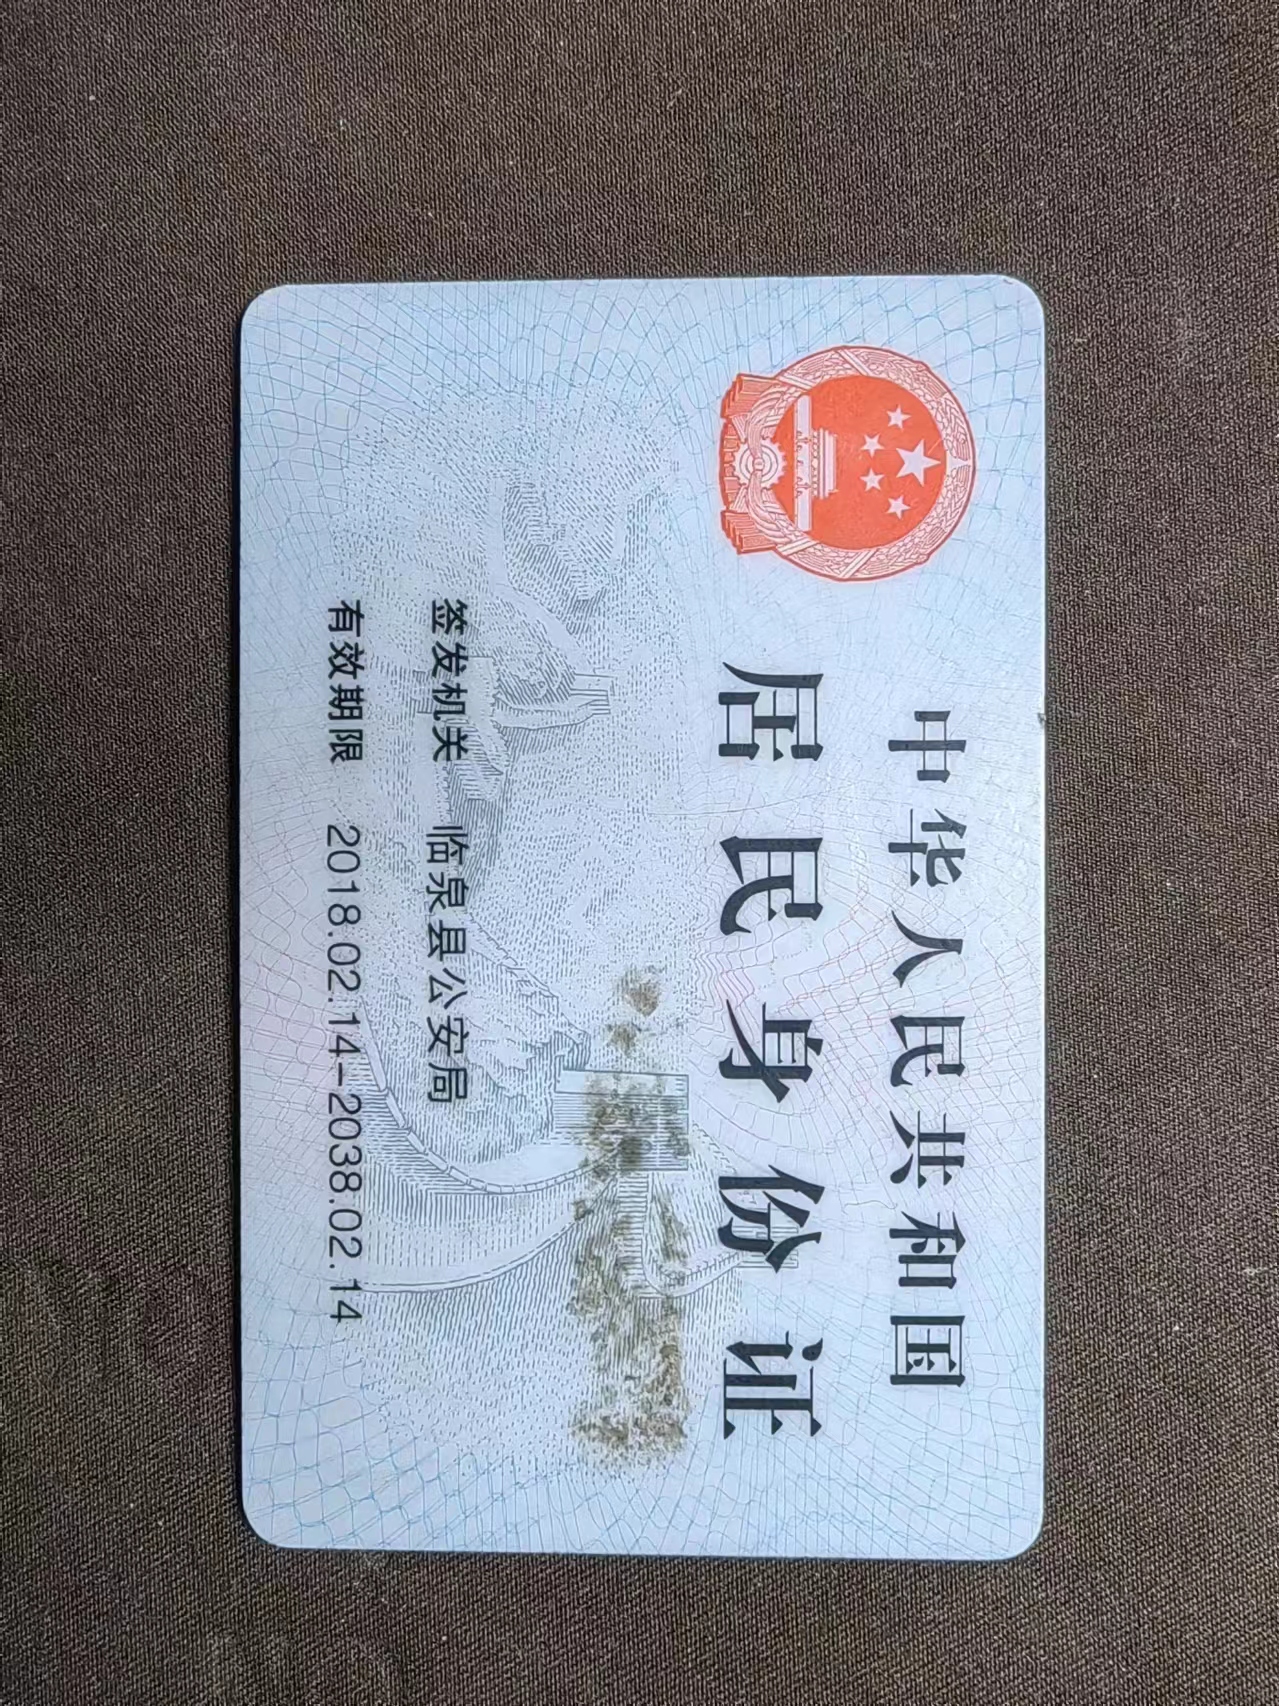 中华人民共和国
居民身份证
签发机关 临泉县公安局
有效期限 2018.02.14-2038.02.14